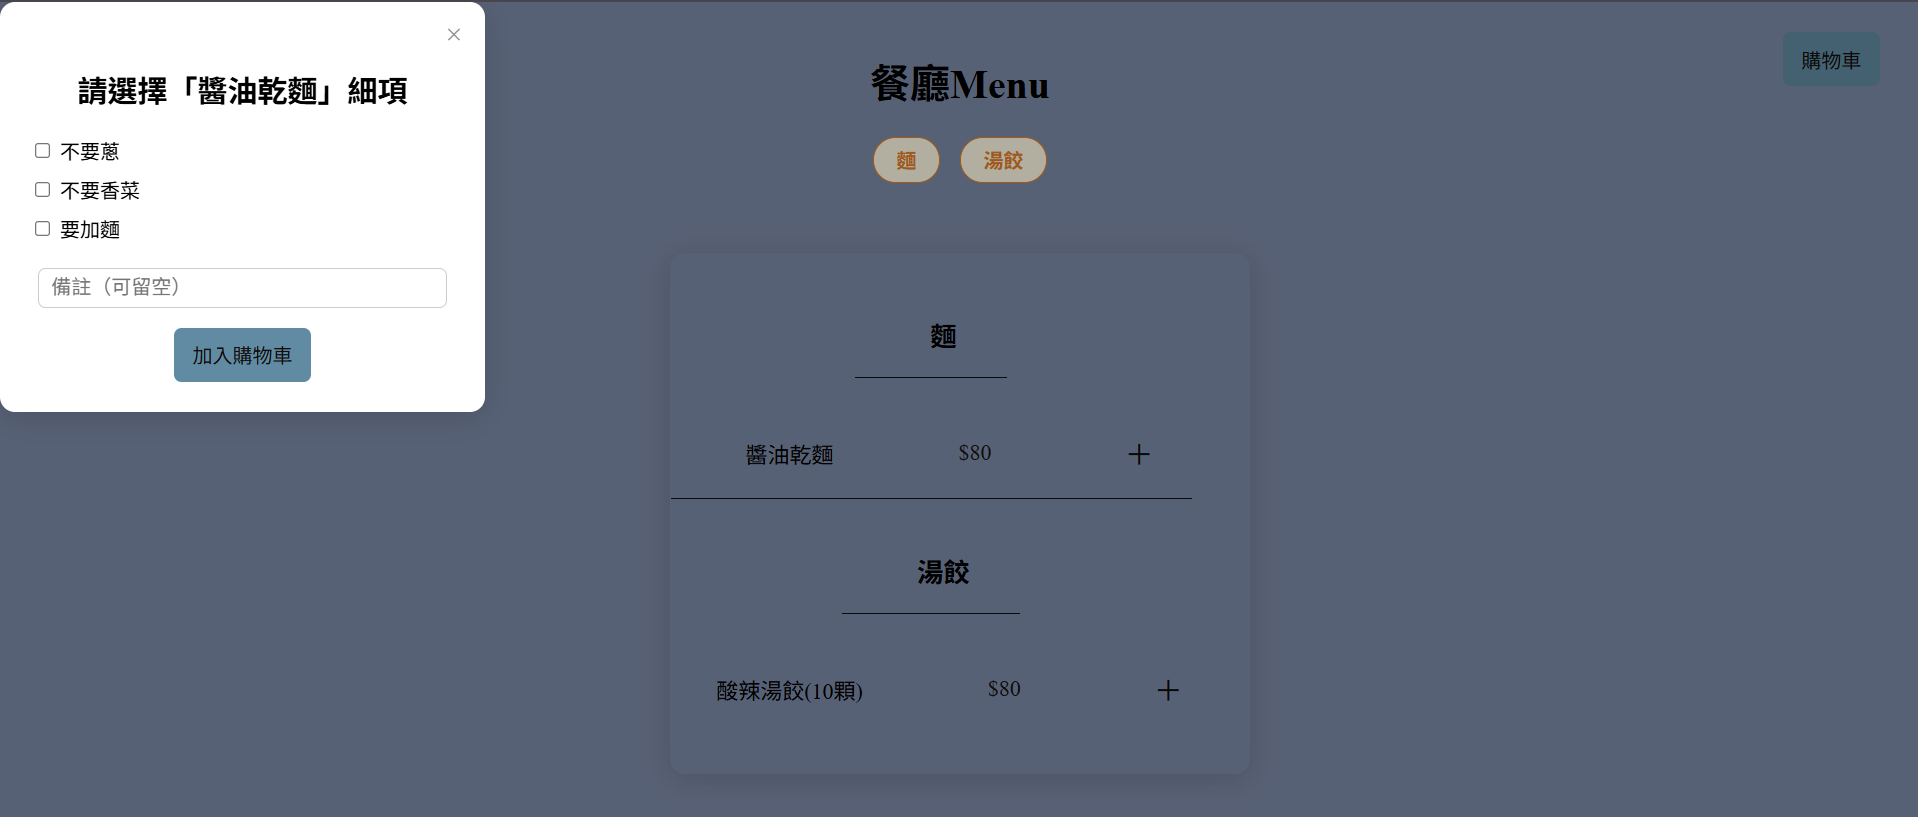 請選擇「醬油乾麵」細項
不要蔥
不要香菜
要加麵
備註（可留空）
加入購物車
餐廳Menu
購物車
麵 湯餃
麵
醬油乾麵 $80 +
湯餃
酸辣湯餃(10顆) $80 +